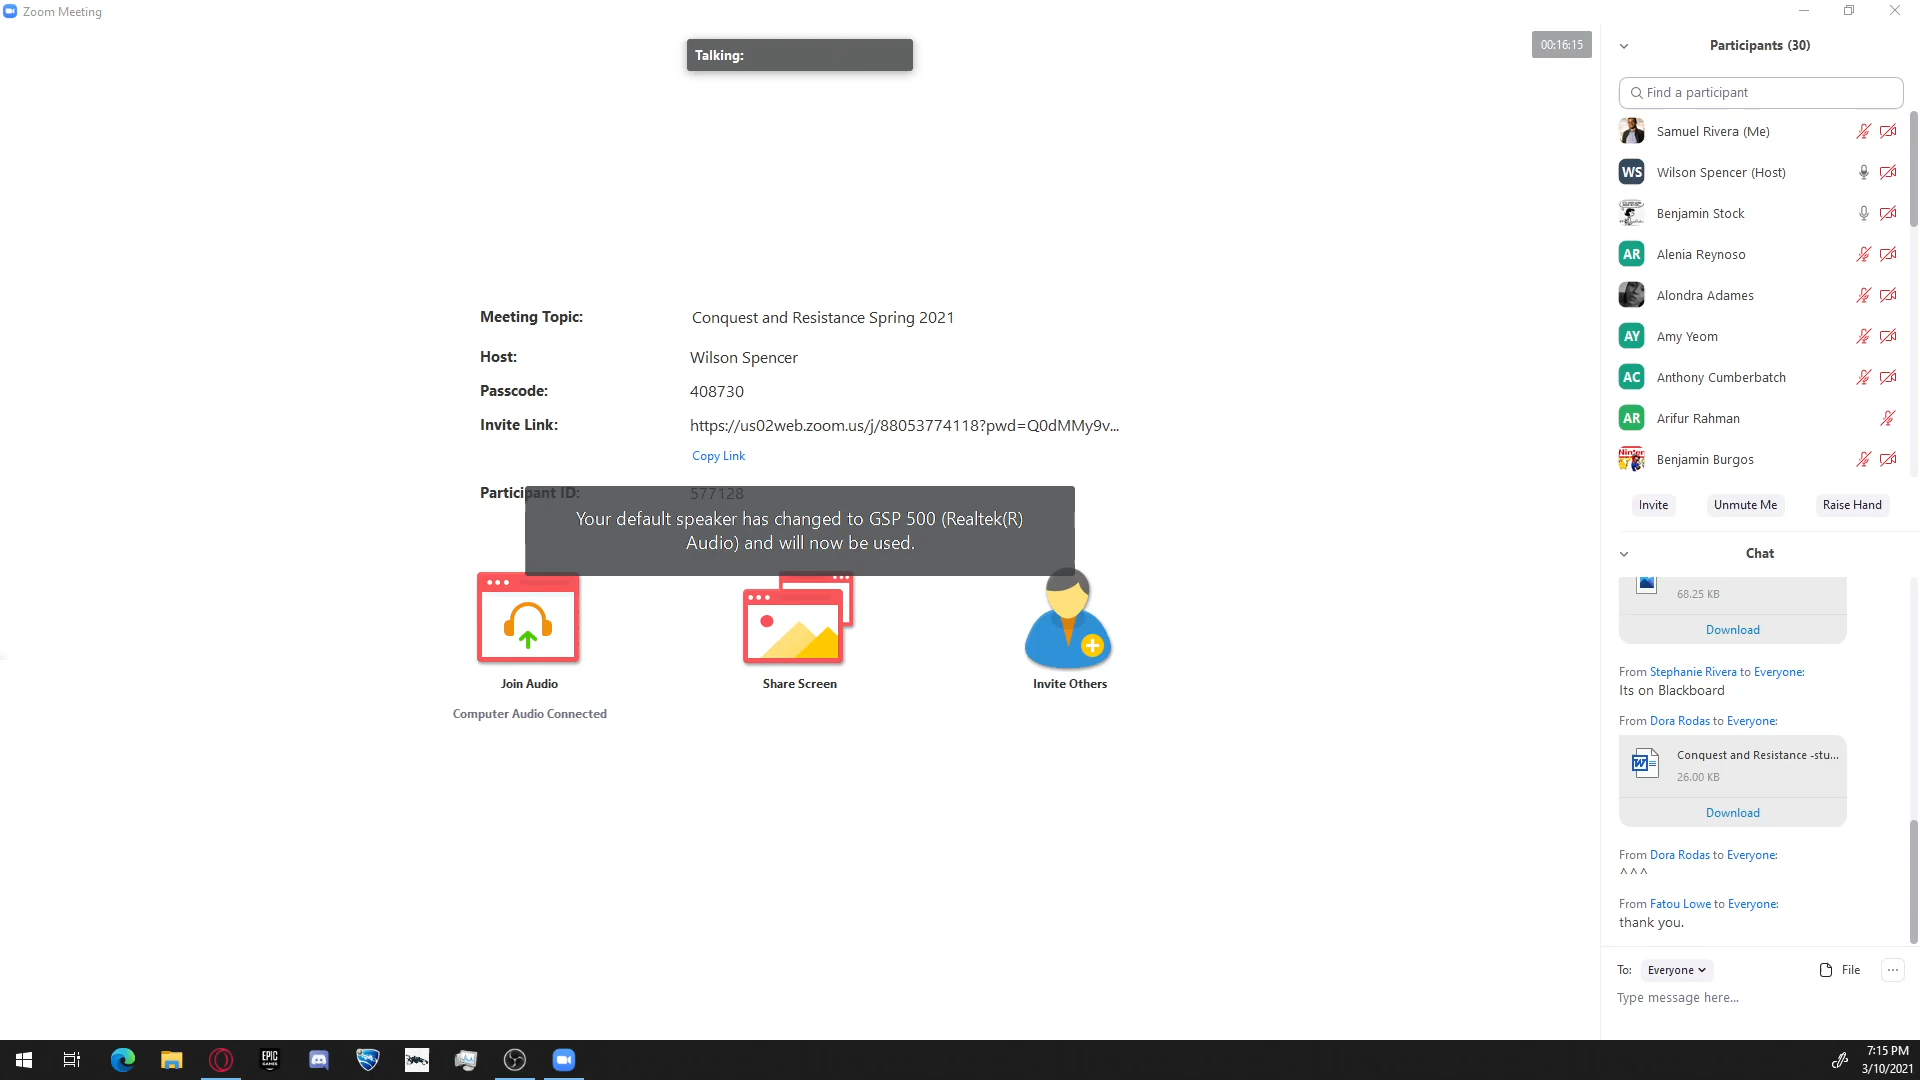 Zoom Meeting
Talking:
00:16:15
Meeting Topic: Conquest and Resistance Spring 2021
Host: Wilson Spencer
Passcode: 408730
Invite Link: https://us02web.zoom.us/j/88053774118?pwd=Q0dMMy9v...
Copy Link
Participant ID: 577128
Your default speaker has changed to GSP 500 (Realtek(R)
Audio) and will now be used.
Join Audio
Share Screen
Invite Others
Computer Audio Connected
Participants (30)
Find a participant
Samuel Rivera (Me)
WS Wilson Spencer (Host)
Benjamin Stock
AR Alenia Reynoso
Alondra Adames
AY Amy Yeom
AC Anthony Cumberbatch
AR Arifur Rahman
Benjamin Burgos
Invite
Unmute Me
Raise Hand
Chat
68.25 KB
Download
From Stephanie Rivera to Everyone:
Its on Blackboard
From Dora Rodas to Everyone:
Conquest and Resistance -stu...
26.00 KB
Download
From Dora Rodas to Everyone:
^^^
From Fatou Lowe to Everyone:
thank you.
To: Everyone
File
Type message here...
EPIC
GAMES
7:15 PM
3/10/2021